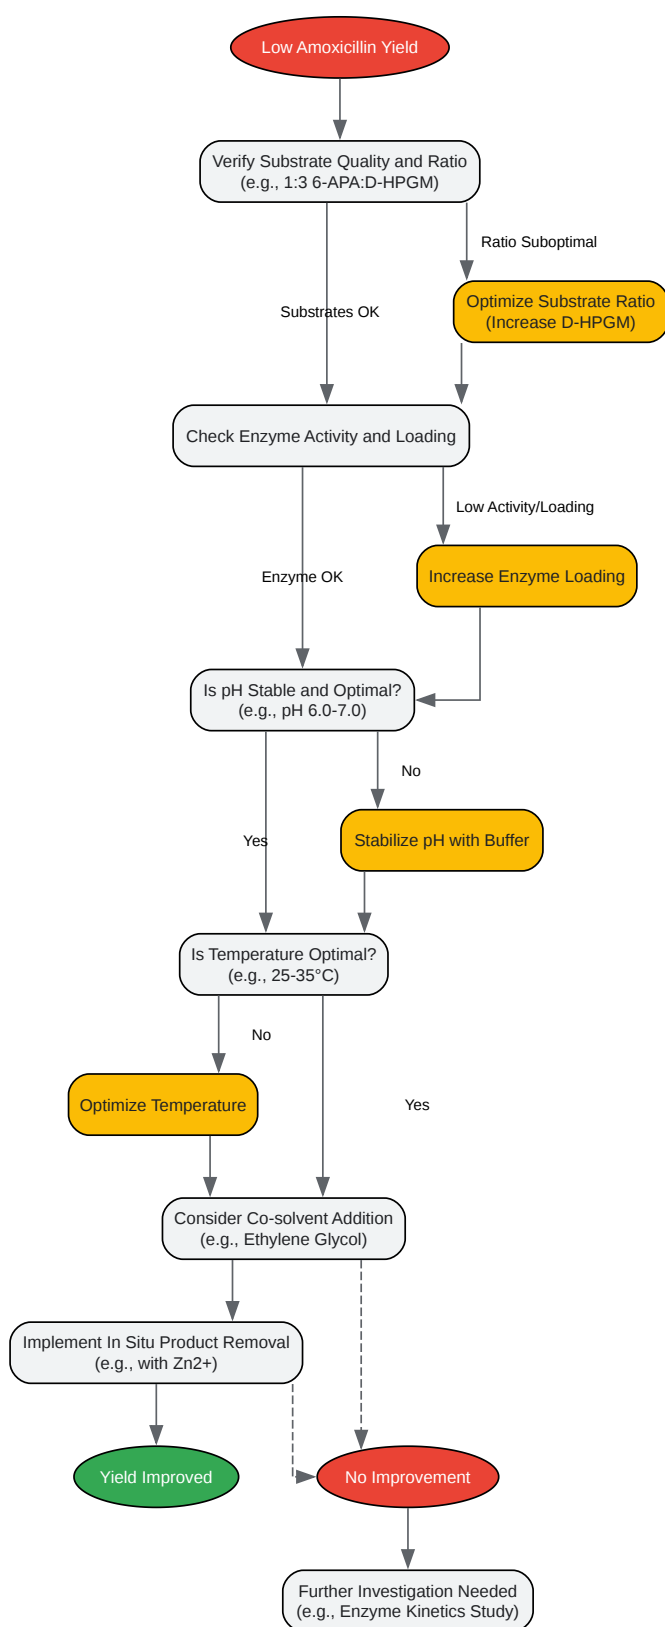 Low Amoxicillin Yield
Verify Substrate Quality and Ratio
(e.g., 1:3 6-APA:D-HPGM)
Ratio Suboptimal
Substrates OK
Optimize Substrate Ratio
(Increase D-HPGM)
Check Enzyme Activity and Loading
Low Activity/Loading
Enzyme OK
Increase Enzyme Loading
Is pH Stable and Optimal?
(e.g., pH 6.0-7.0)
No
Yes
Stabilize pH with Buffer
Is Temperature Optimal?
(e.g., 25-35°C)
No
Optimize Temperature
Yes
Consider Co-solvent Addition
(e.g., Ethylene Glycol)
Implement In Situ Product Removal
(e.g., with Zn2+)
Yield Improved
No Improvement
Further Investigation Needed
(e.g., Enzyme Kinetics Study)